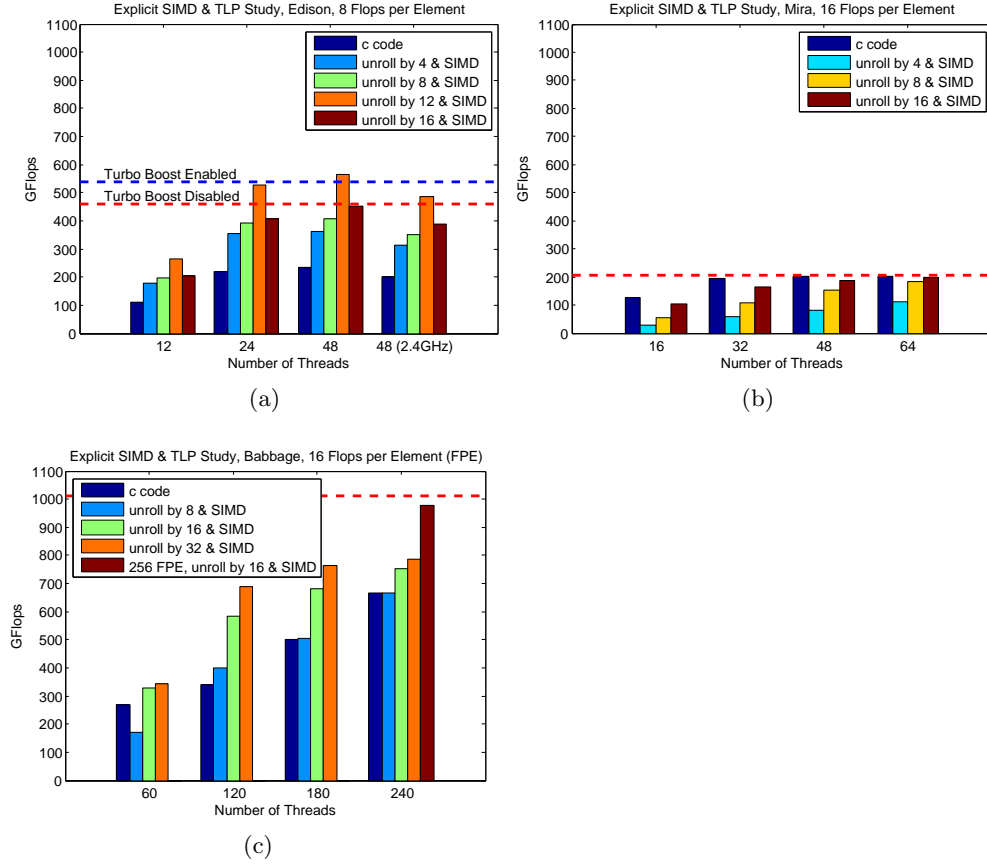 Explicit SIMD & TLP Study, Edison, 8 Flops per Element
1100
1000
900
800
700
600
500
400
300
200
100
0
GFlops
c code
unroll by 4 & SIMD
unroll by 8 & SIMD
unroll by 12 & SIMD
unroll by 16 & SIMD
Turbo Boost Enabled
Turbo Boost Disabled
12 24 48 48 (2.4GHz)
Number of Threads
(a)
Explicit SIMD & TLP Study, Mira, 16 Flops per Element
1100
1000
900
800
700
600
500
400
300
200
100
0
GFlops
c code
unroll by 4 & SIMD
unroll by 8 & SIMD
unroll by 16 & SIMD
16 32 48 64
Number of Threads
(b)
Explicit SIMD & TLP Study, Babbage, 16 Flops per Element (FPE)
1100
1000
900
800
700
600
500
400
300
200
100
0
GFlops
c code
unroll by 8 & SIMD
unroll by 16 & SIMD
unroll by 32 & SIMD
256 FPE, unroll by 16 & SIMD
60 120 180 240
Number of Threads
(c)